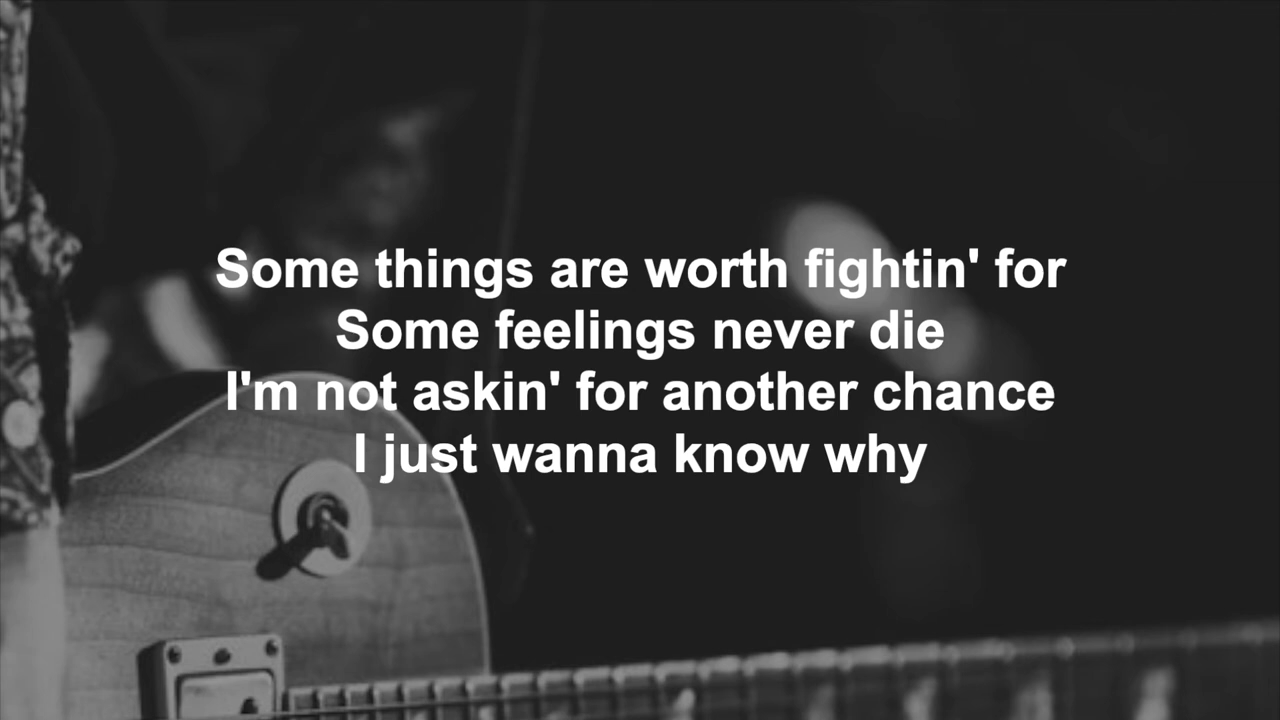 Some things are worth fightin' for
Some feelings never die
I'm not askin' for another chance
I just wanna know why